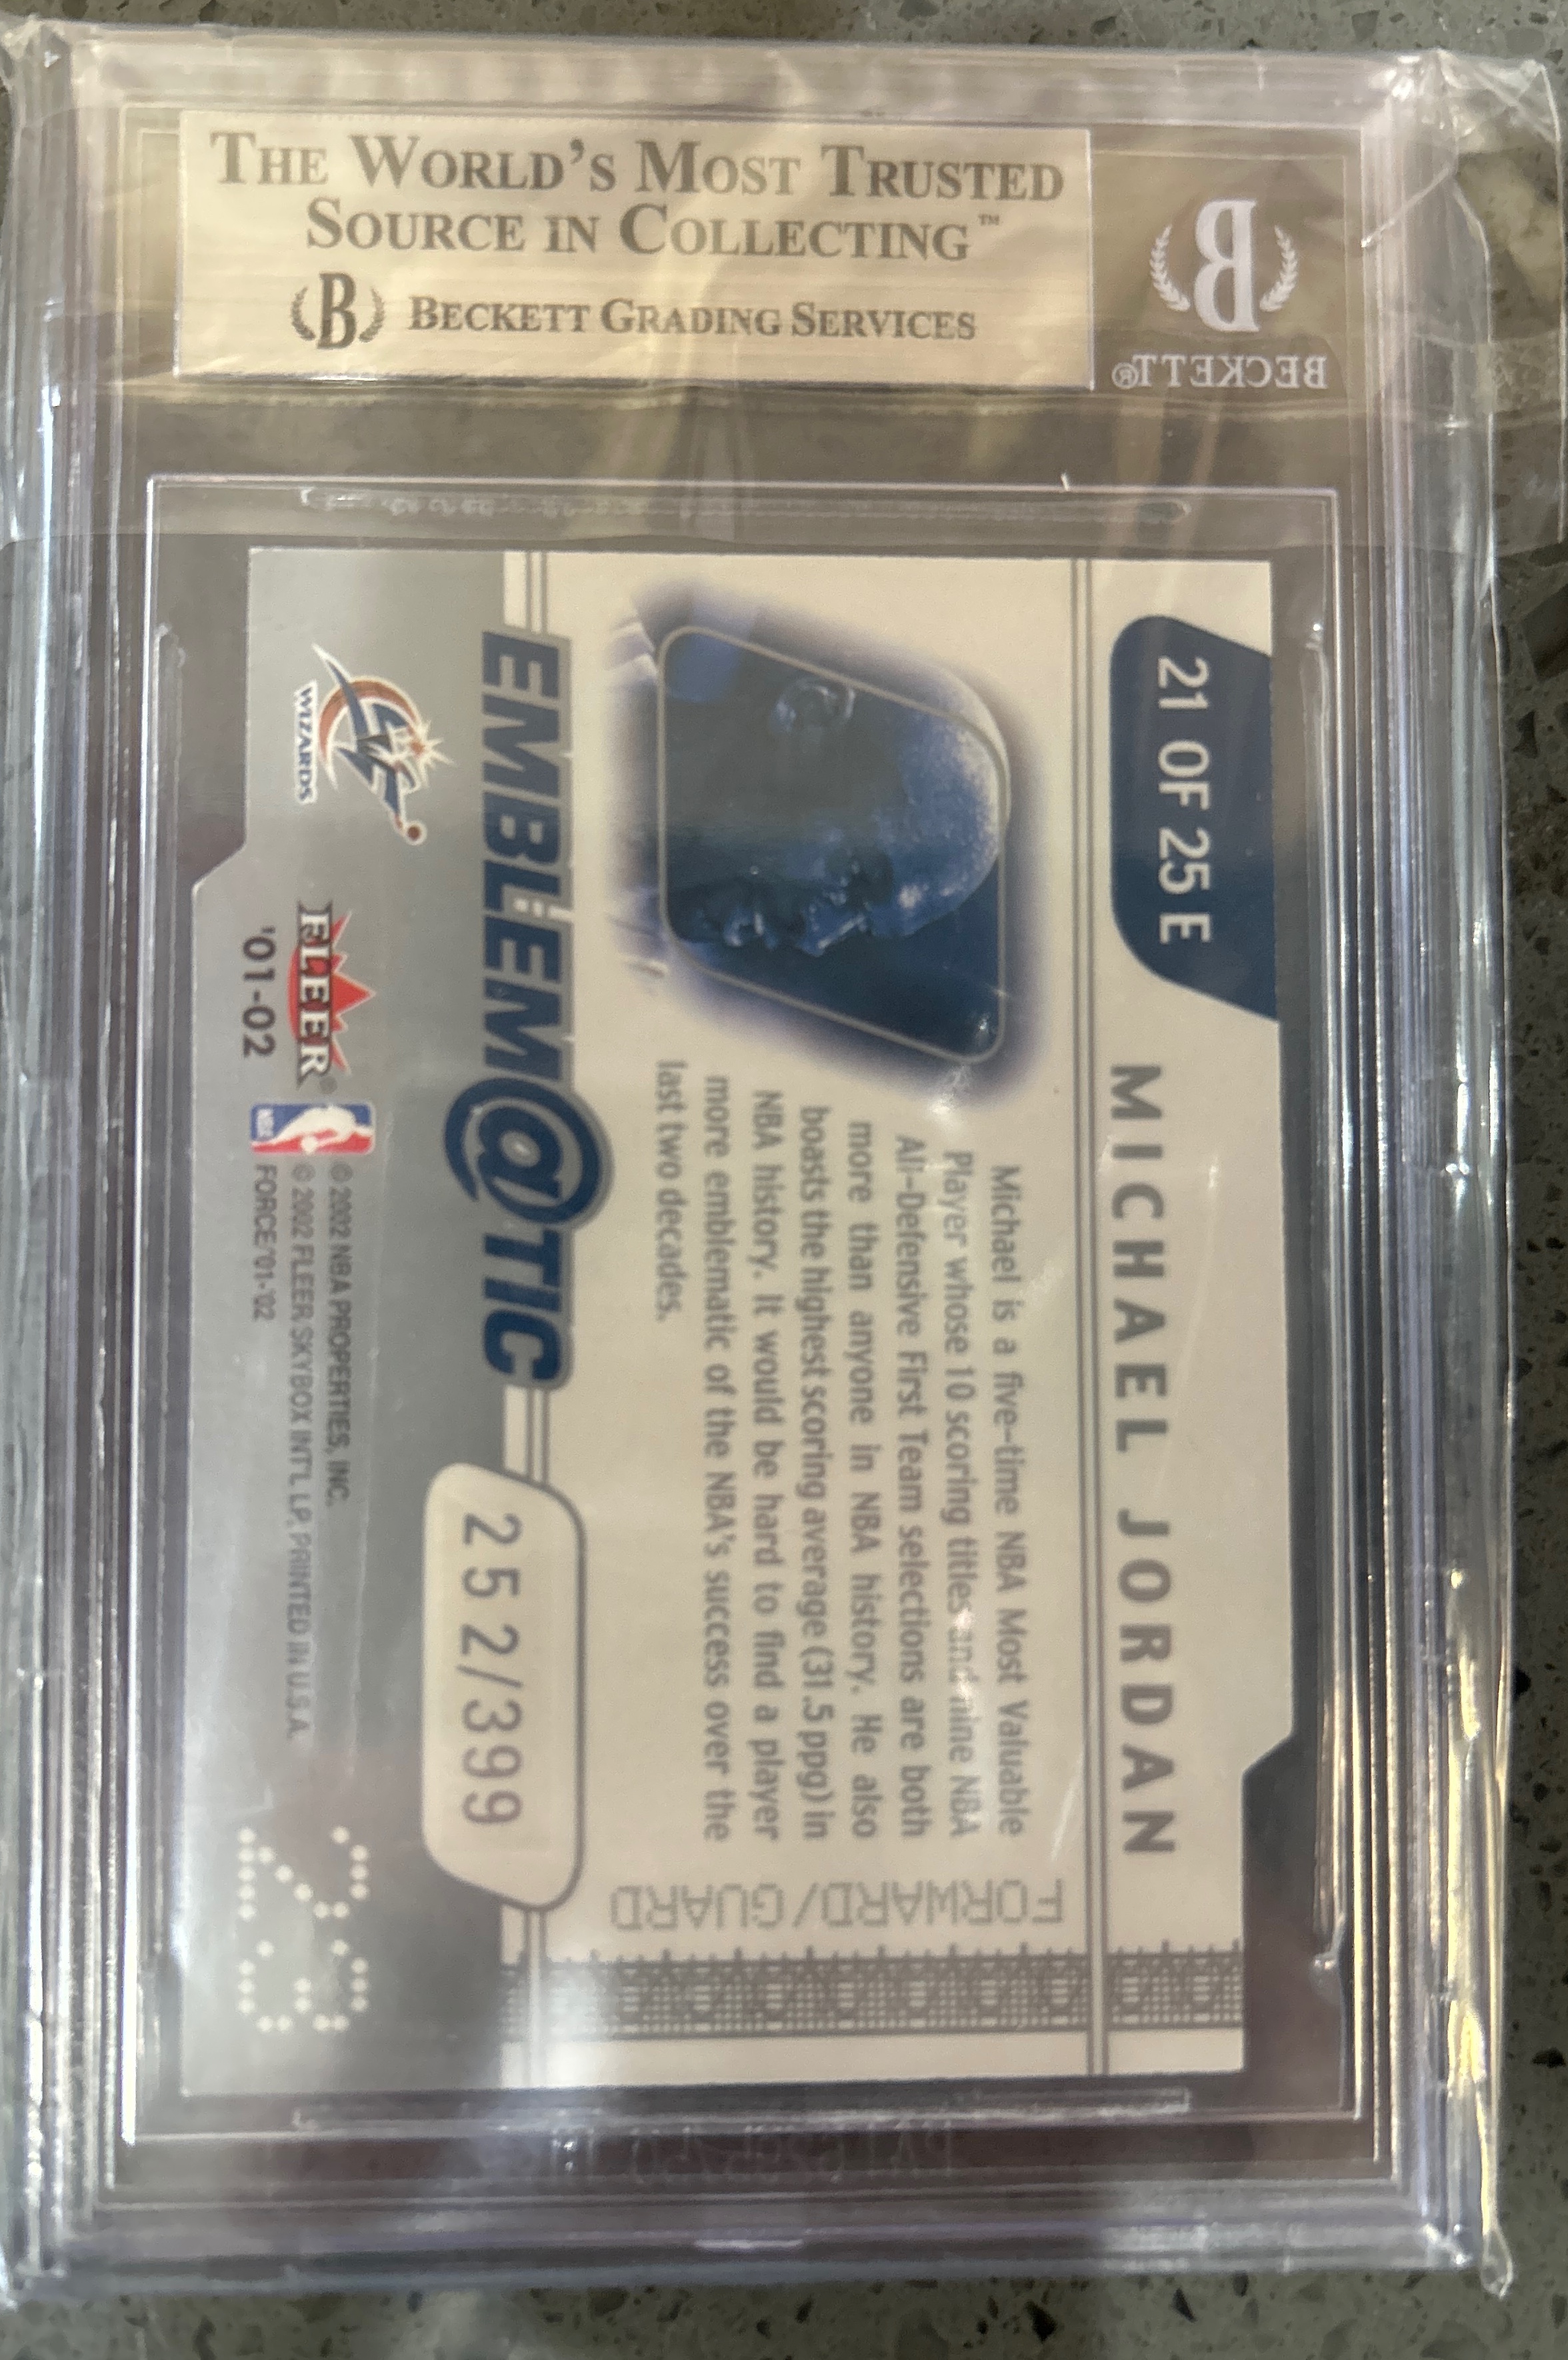 THE WORLD'S MOST TRUSTED
SOURCE IN COLLECTING™
BECKETT GRADING SERVICES
B
BECKETT®
21 OF 25 E
MICHAEL JORDAN
Michael is a five-time NBA Most Valuable
Player whose 10 scoring titles and nine NBA
All-Defensive First Team selections are both
more than anyone in NBA history. He also
boasts the highest scoring average (31.5 ppg) in
NBA history. It would be hard to find a player
more emblematic of the NBA's success over the
last two decades.
FORWARD/GUARD
EMBLEM@TIC
252/399
WIZARDS
FLEER®
'01-02
NBA
© 2002 NBA PROPERTIES, INC.
© 2002 FLEER SKYBOX INT'L LP, PRINTED IN U.S.A.
FORCE '01-'02
23